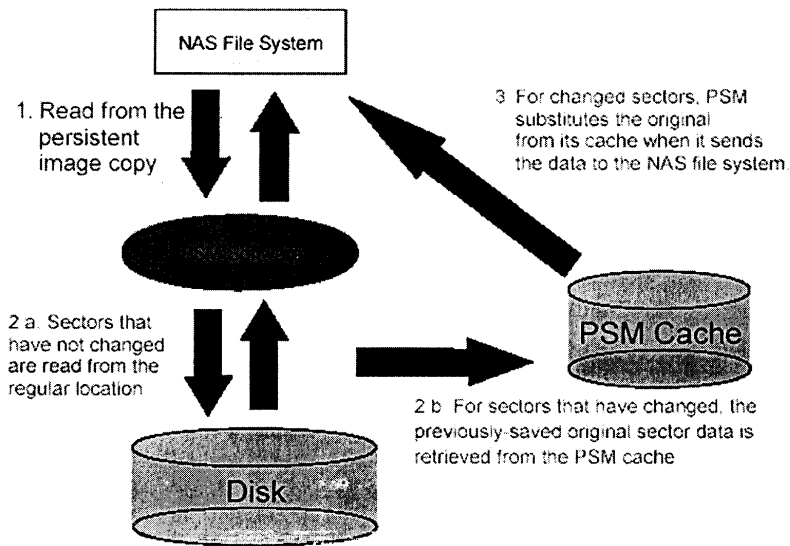 NAS File System
1. Read from the
persistent
image copy
3 For changed sectors, PSM
substitutes the original
from its cache when it sends
the data to the NAS file system.
2 a. Sectors that
have not changed
are read from the
regular location
PSM Cache
2 b For sectors that have changed, the
previously-saved original sector data is
retrieved from the PSM cache
Disk